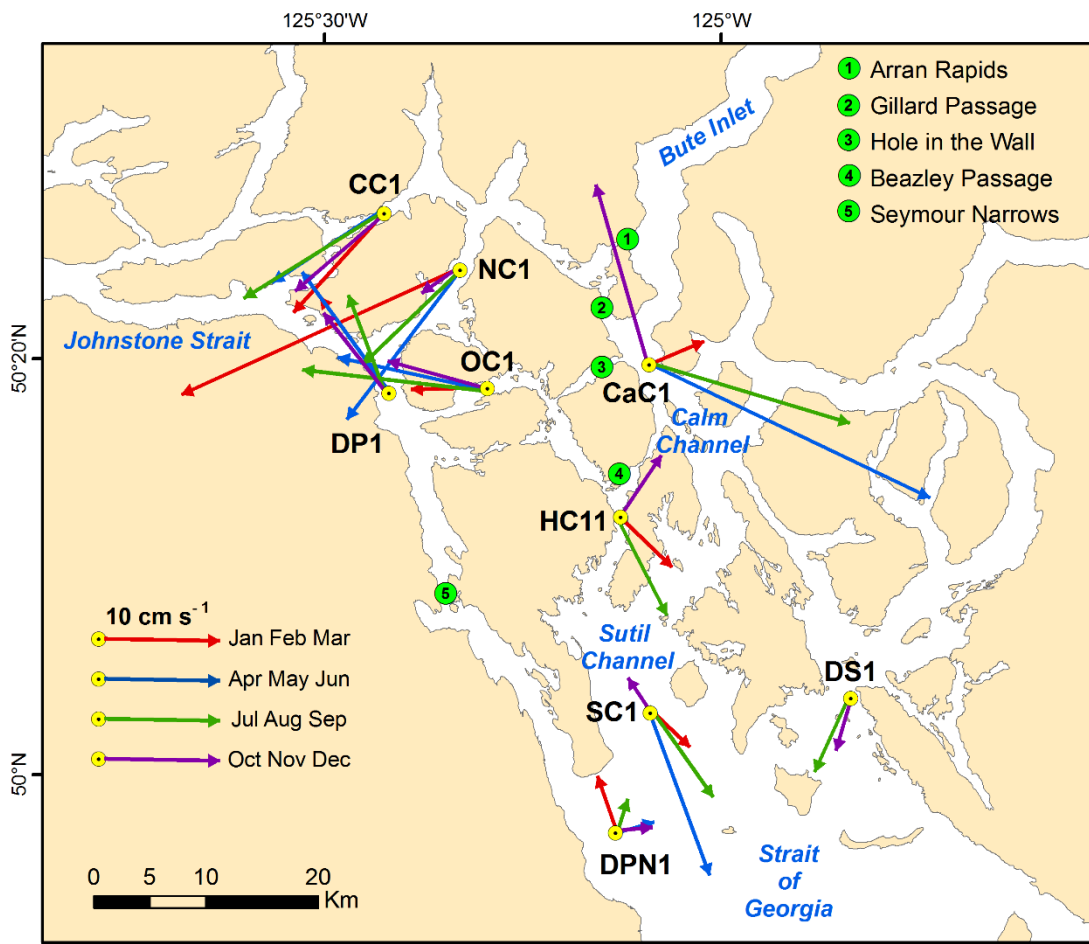 125°30'W
125°0'W
1 Arran Rapids
2 Gillard Passage
3 Hole in the Wall
4 Beazley Passage
5 Seymour Narrows
Bute Inlet
CC1
1
NC1
2
50°20'N
Johnstone Strait
OC1
3
CaC1
DP1
Calm
Channel
4
HC11
5
10 cm s⁻¹
Jan Feb Mar
Apr May Jun
Jul Aug Sep
Oct Nov Dec
Sutil
Channel
DS1
SC1
50°N
DPN1
Strait
of
Georgia
0 5 10 20
Km